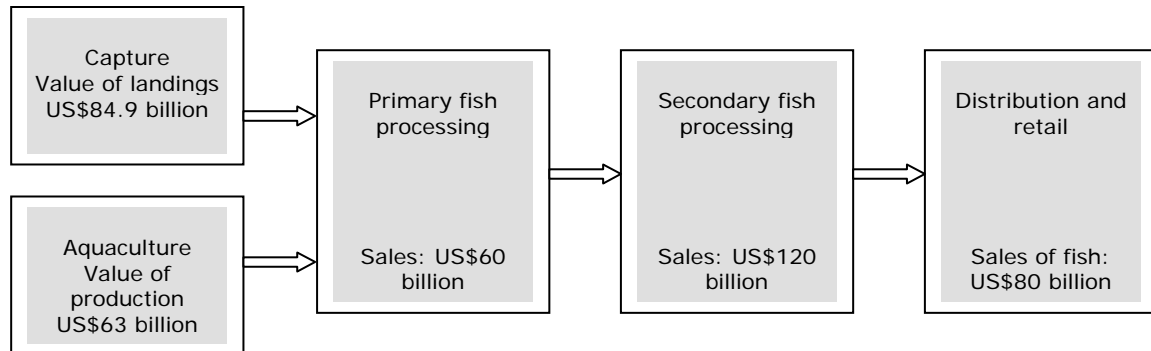 Capture
Value of landings
US$84.9 billion
Aquaculture
Value of
production
US$63 billion
Primary fish
processing
Sales: US$60
billion
Secondary fish
processing
Sales: US$120
billion
Distribution and
retail
Sales of fish:
US$80 billion